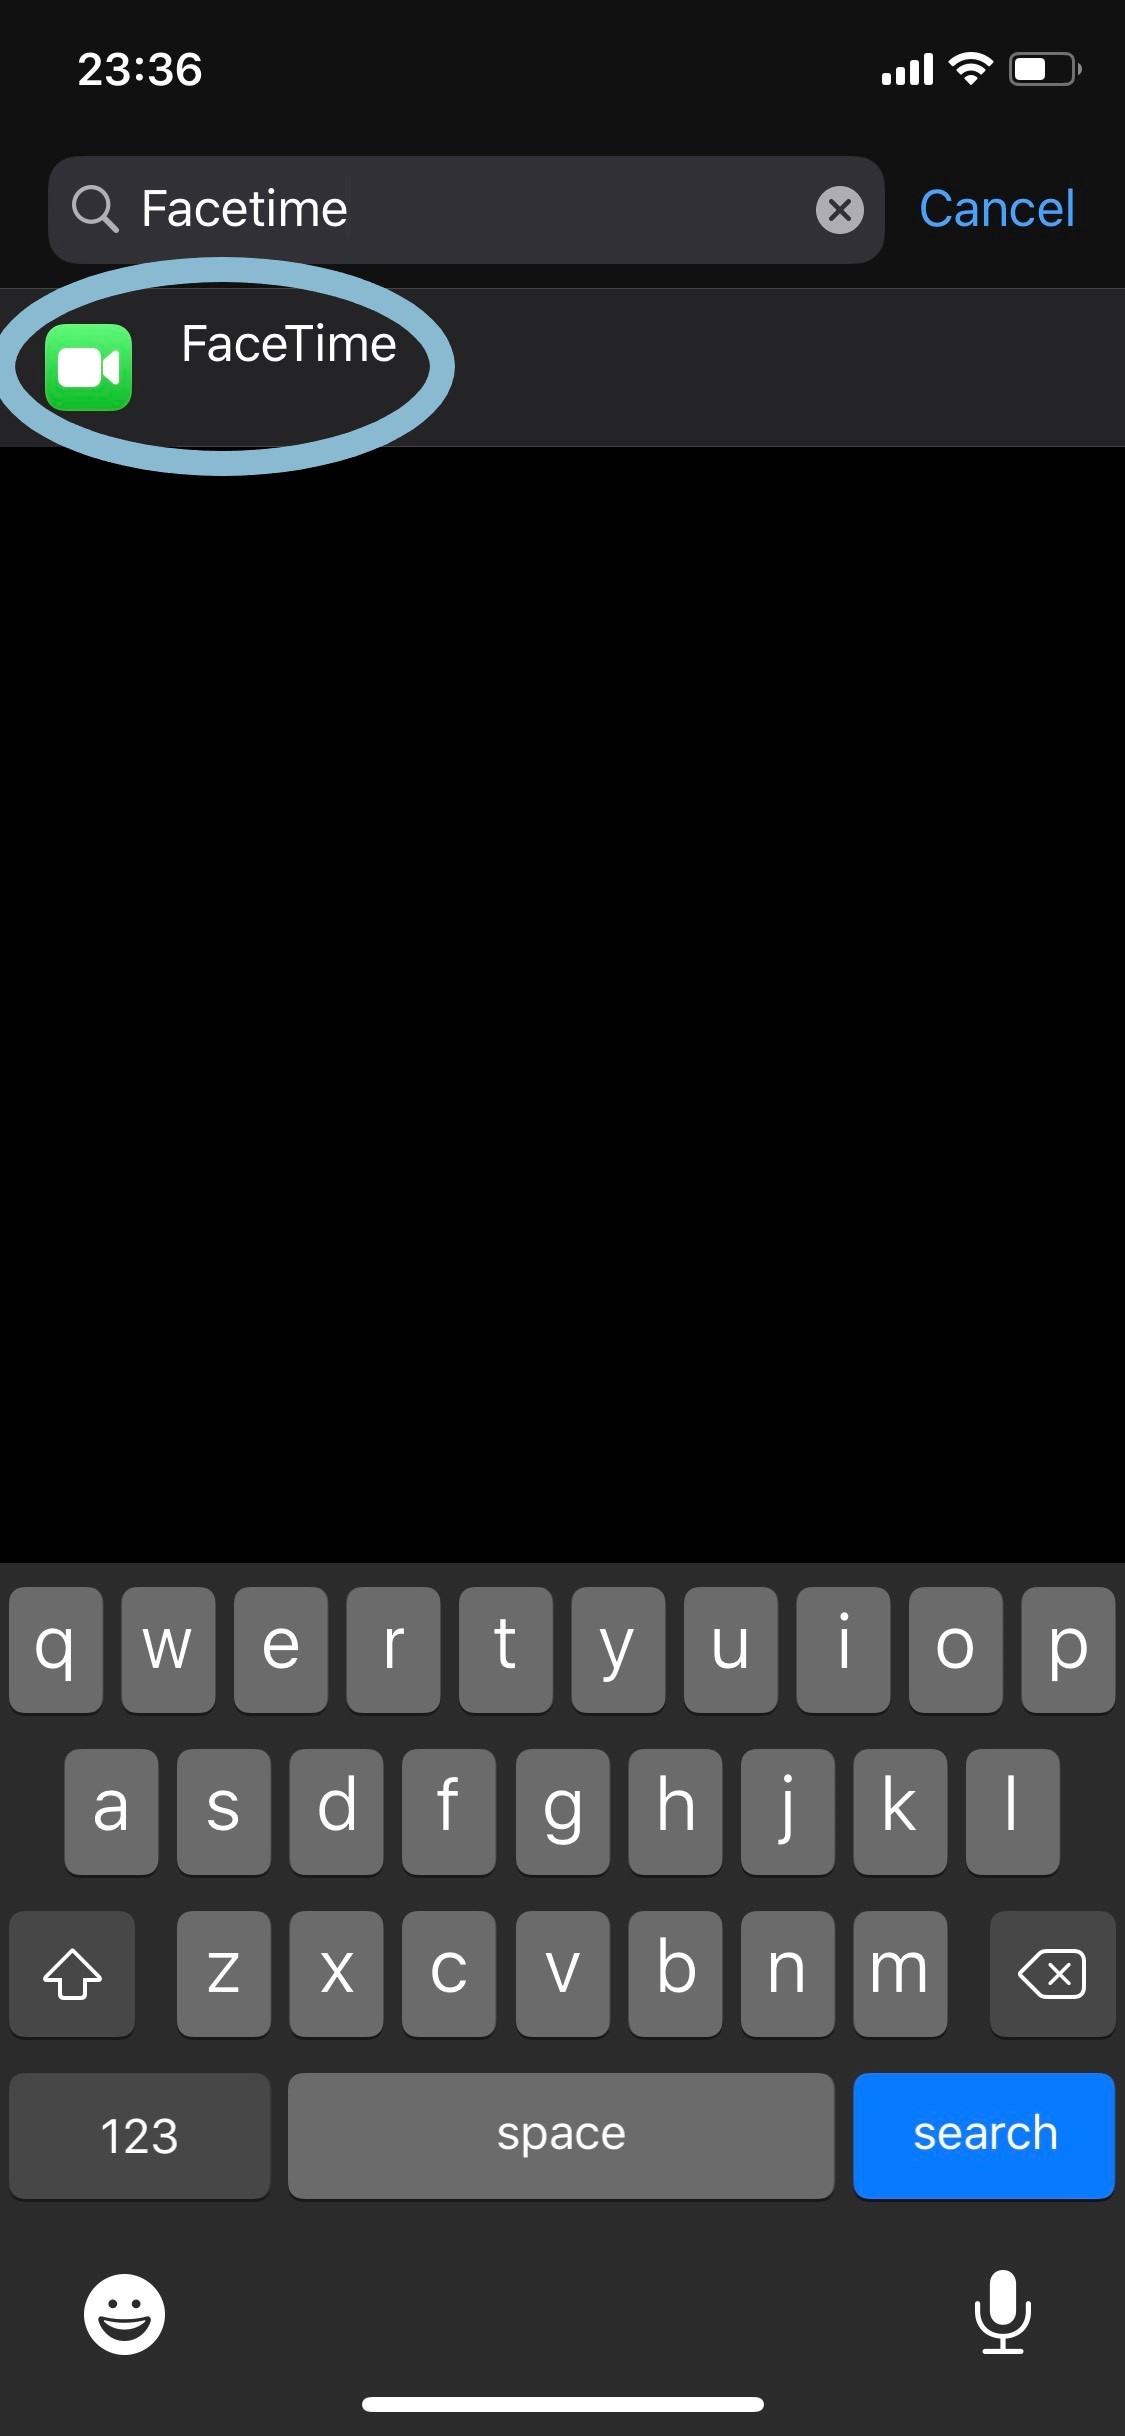 23:36
Facetime
Cancel
FaceTime
q w e r t y u i o p
a s d f g h j k l
z x c v b n m
123 space search